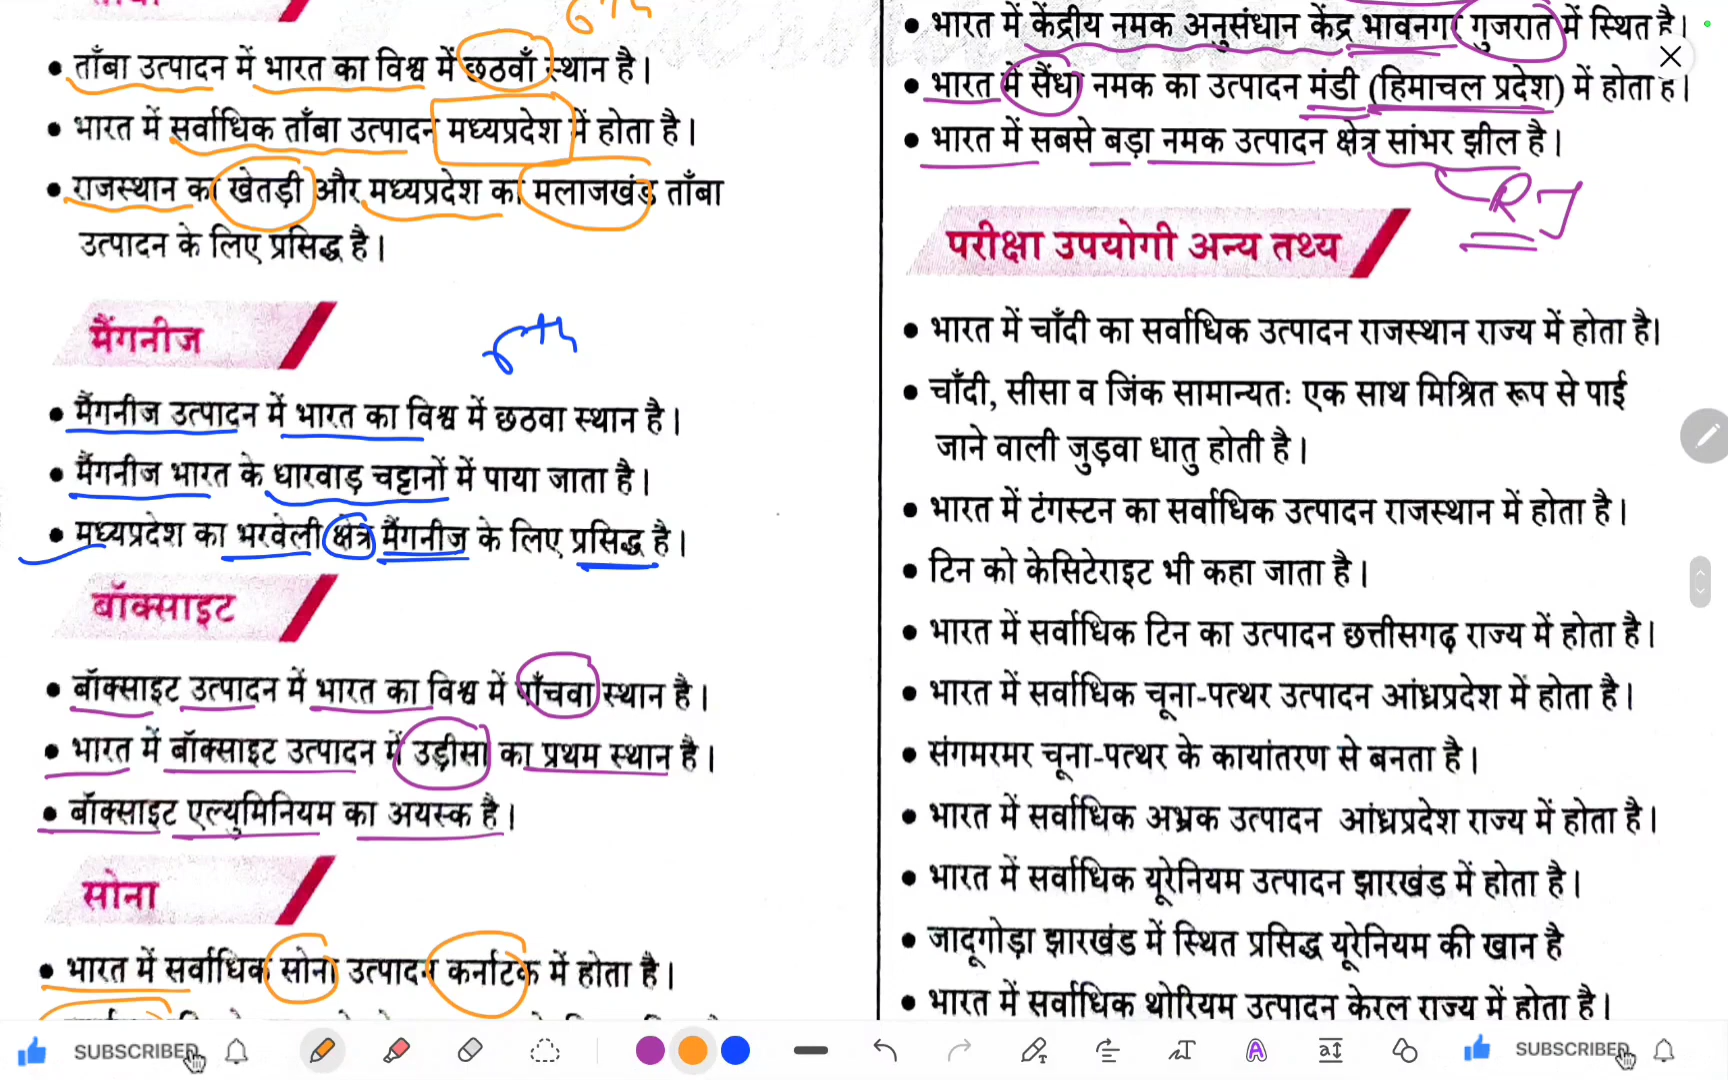 6th
• ताँबा उत्पादन में भारत का विश्व में छठवाँ स्थान है।
• भारत में सर्वाधिक ताँबा उत्पादन मध्यप्रदेश में होता है।
• राजस्थान का खेतड़ी और मध्यप्रदेश का मलाजखंड ताँबा
उत्पादन के लिए प्रसिद्ध है।
मैंगनीज
6th
• मैंगनीज उत्पादन में भारत का विश्व में छठवा स्थान है।
• मैंगनीज भारत के धारवाड़ चट्टानों में पाया जाता है।
• मध्यप्रदेश का भरवेली क्षेत्र मैंगनीज के लिए प्रसिद्ध है।
बॉक्साइट
• बॉक्साइट उत्पादन में भारत का विश्व में पाँचवा स्थान है।
• भारत में बॉक्साइट उत्पादन में उड़ीसा का प्रथम स्थान है।
• बॉक्साइट एल्युमिनियम का अयस्क है।
सोना
• भारत में सर्वाधिक सोना उत्पादन कर्नाटक में होता है।
• भारत में केंद्रीय नमक अनुसंधान केंद्र भावनगर गुजरात में स्थित है।
• भारत में सैंधा नमक का उत्पादन मंडी (हिमाचल प्रदेश) में होता है।
• भारत में सबसे बड़ा नमक उत्पादन क्षेत्र सांभर झील है।
RJ
परीक्षा उपयोगी अन्य तथ्य
• भारत में चाँदी का सर्वाधिक उत्पादन राजस्थान राज्य में होता है।
• चाँदी, सीसा व जिंक सामान्यतः एक साथ मिश्रित रूप से पाई
जाने वाली जुड़वा धातु होती है।
• भारत में टंगस्टन का सर्वाधिक उत्पादन राजस्थान में होता है।
• टिन को केसिटेराइट भी कहा जाता है।
• भारत में सर्वाधिक टिन का उत्पादन छत्तीसगढ़ राज्य में होता है।
• भारत में सर्वाधिक चूना-पत्थर उत्पादन आंध्रप्रदेश में होता है।
• संगमरमर चूना-पत्थर के कायांतरण से बनता है।
• भारत में सर्वाधिक अभ्रक उत्पादन आंध्रप्रदेश राज्य में होता है।
• भारत में सर्वाधिक यूरेनियम उत्पादन झारखंड में होता है।
• जादूगोड़ा झारखंड में स्थित प्रसिद्ध यूरेनियम की खान है
• भारत में सर्वाधिक थोरियम उत्पादन केरल राज्य में होता है।
SUBSCRIBED
SUBSCRIBED